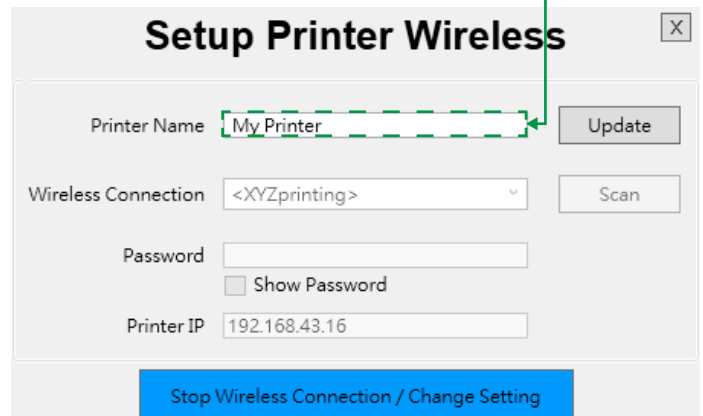 Setup Printer Wireless X
Printer Name My Printer Update
Wireless Connection <XYZprinting> Scan
Password
Show Password
Printer IP 192.168.43.16
Stop Wireless Connection / Change Setting